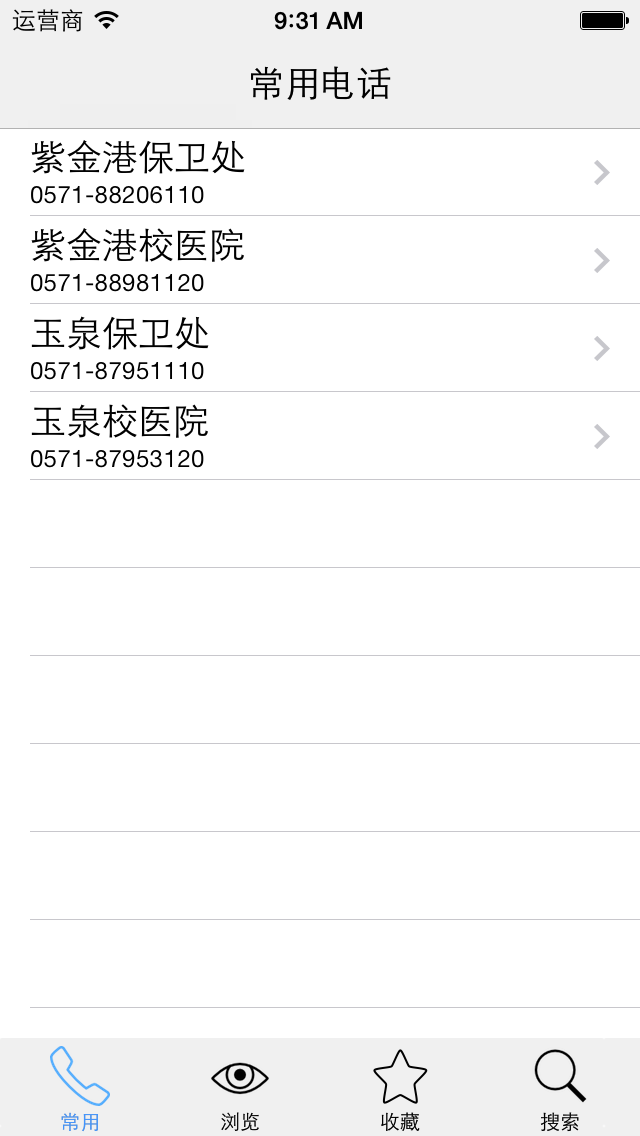 运营商 9:31 AM
常用电话
紫金港保卫处
0571-88206110
紫金港校医院
0571-88981120
玉泉保卫处
0571-87951110
玉泉校医院
0571-87953120
常用 浏览 收藏 搜索